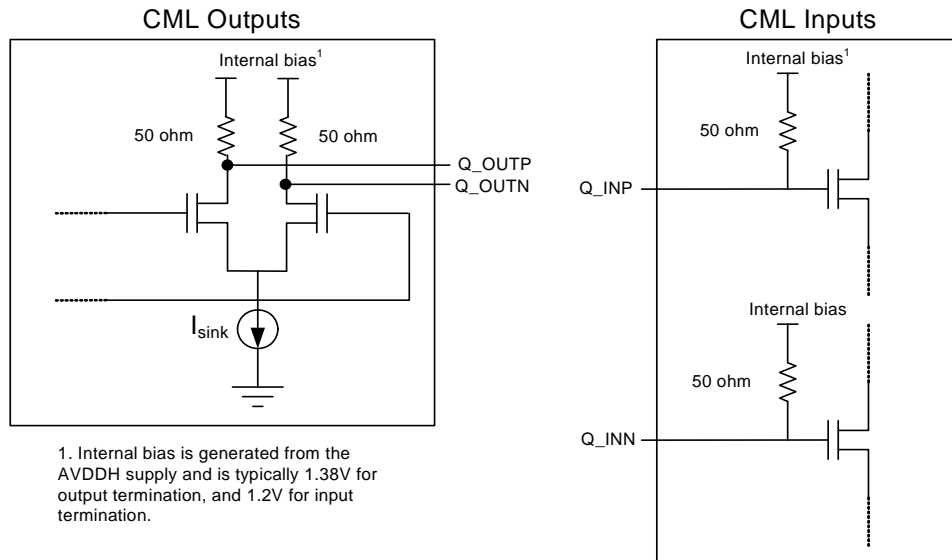 CML Outputs
Internal bias1
50 ohm
50 ohm
Q_OUTP
Q_OUTN
Isink
1. Internal bias is generated from the
AVDDH supply and is typically 1.38V for
output termination, and 1.2V for input
termination.
CML Inputs
Internal bias1
50 ohm
Q_INP
Internal bias
50 ohm
Q_INN